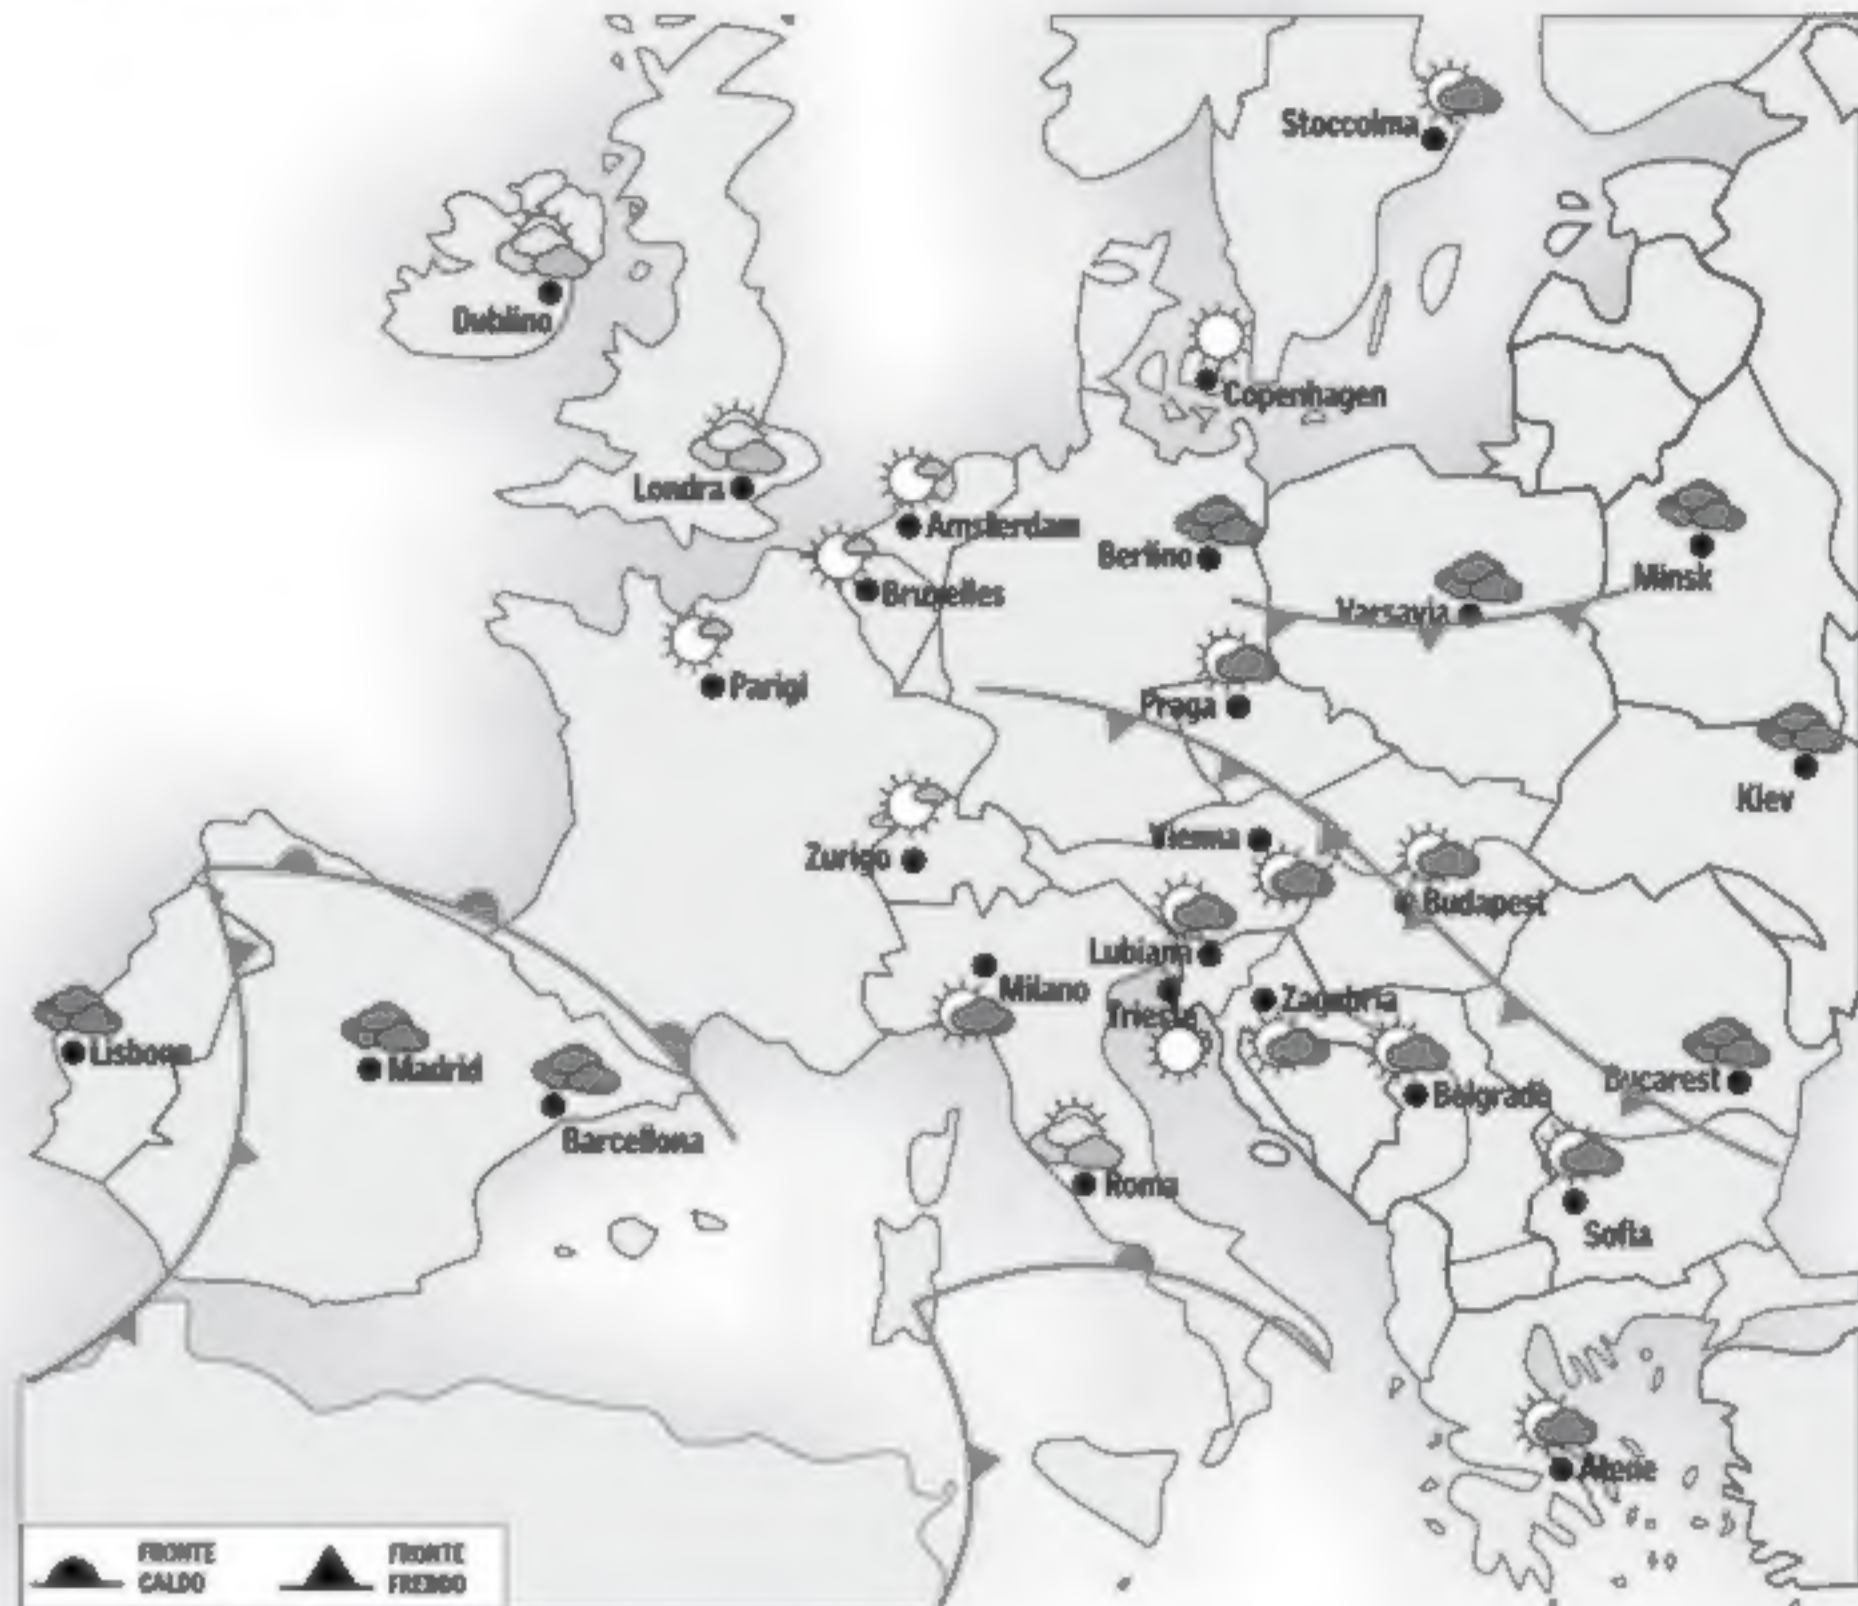 Stoccolma
Dublino
Copenhagen
Londra
Amsterdam
Berlino
Minsk
Bruxelles
Varsavia
Parigi
Praga
Kiev
Vienna
Zurigo
Budapest
Lubiana
Milano
Zagabria
Trieste
Lisbona
Madrid
Bucarest
Belgrado
Barcellona
Roma
Sofia
Atene
FRONTE
CALDO
FRONTE
FREDDO